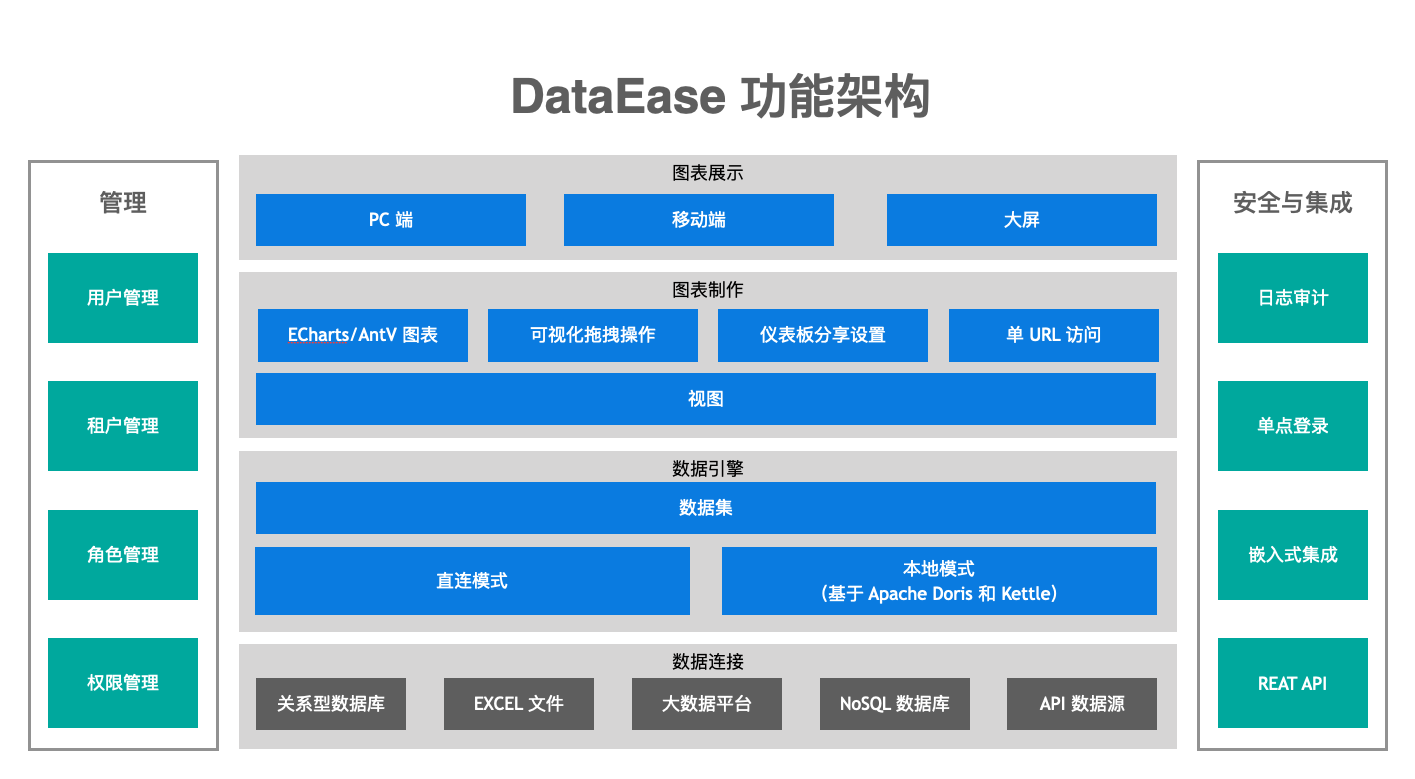 DataEase 功能架构
管理
用户管理
租户管理
角色管理
权限管理
图表展示
PC 端
移动端
大屏
图表制作
ECharts/AntV 图表
可视化拖拽操作
仪表板分享设置
单 URL 访问
视图
数据引擎
数据集
直连模式
本地模式
（基于 Apache Doris 和 Kettle）
数据连接
关系型数据库
EXCEL 文件
大数据平台
NoSQL 数据库
API 数据源
安全与集成
日志审计
单点登录
嵌入式集成
REAT API